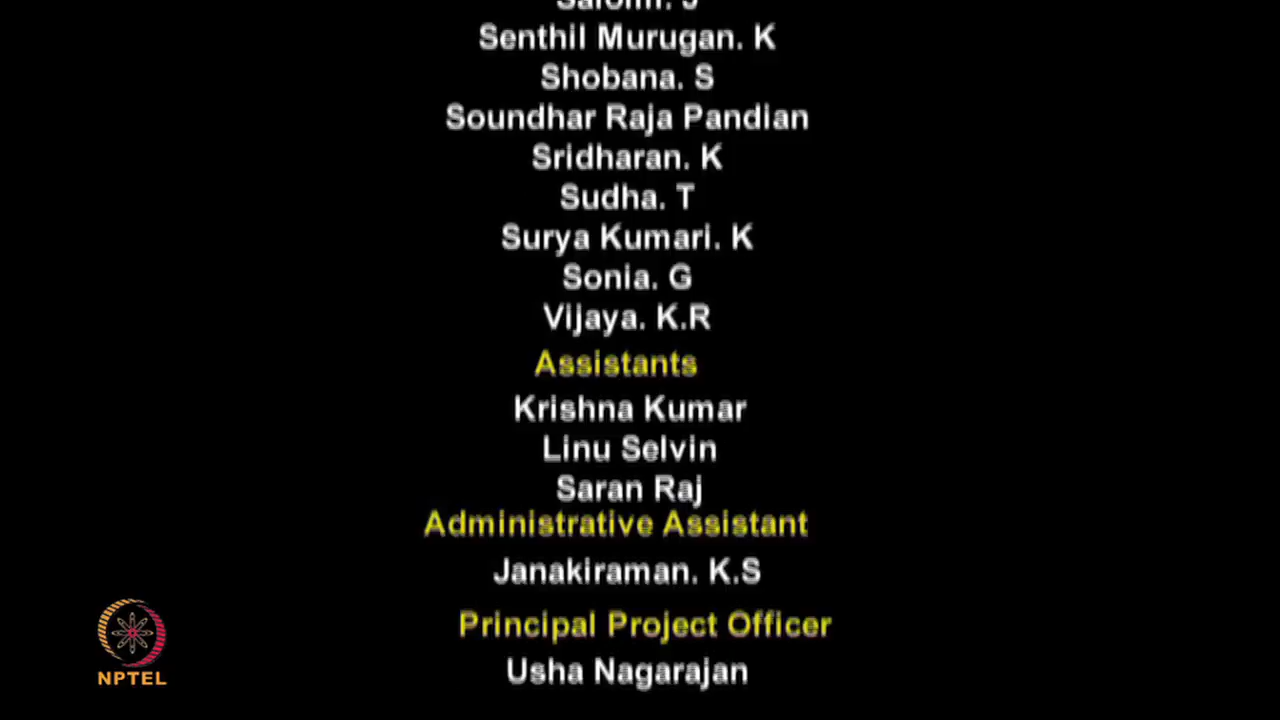 Senthil Murugan. K
Shobana. S
Soundhar Raja Pandian
Sridharan. K
Sudha. T
Surya Kumari. K
Sonia. G
Vijaya. K.R
Assistants
Krishna Kumar
Linu Selvin
Saran Raj
Administrative Assistant
Janakiraman. K.S
Principal Project Officer
Usha Nagarajan
NPTEL